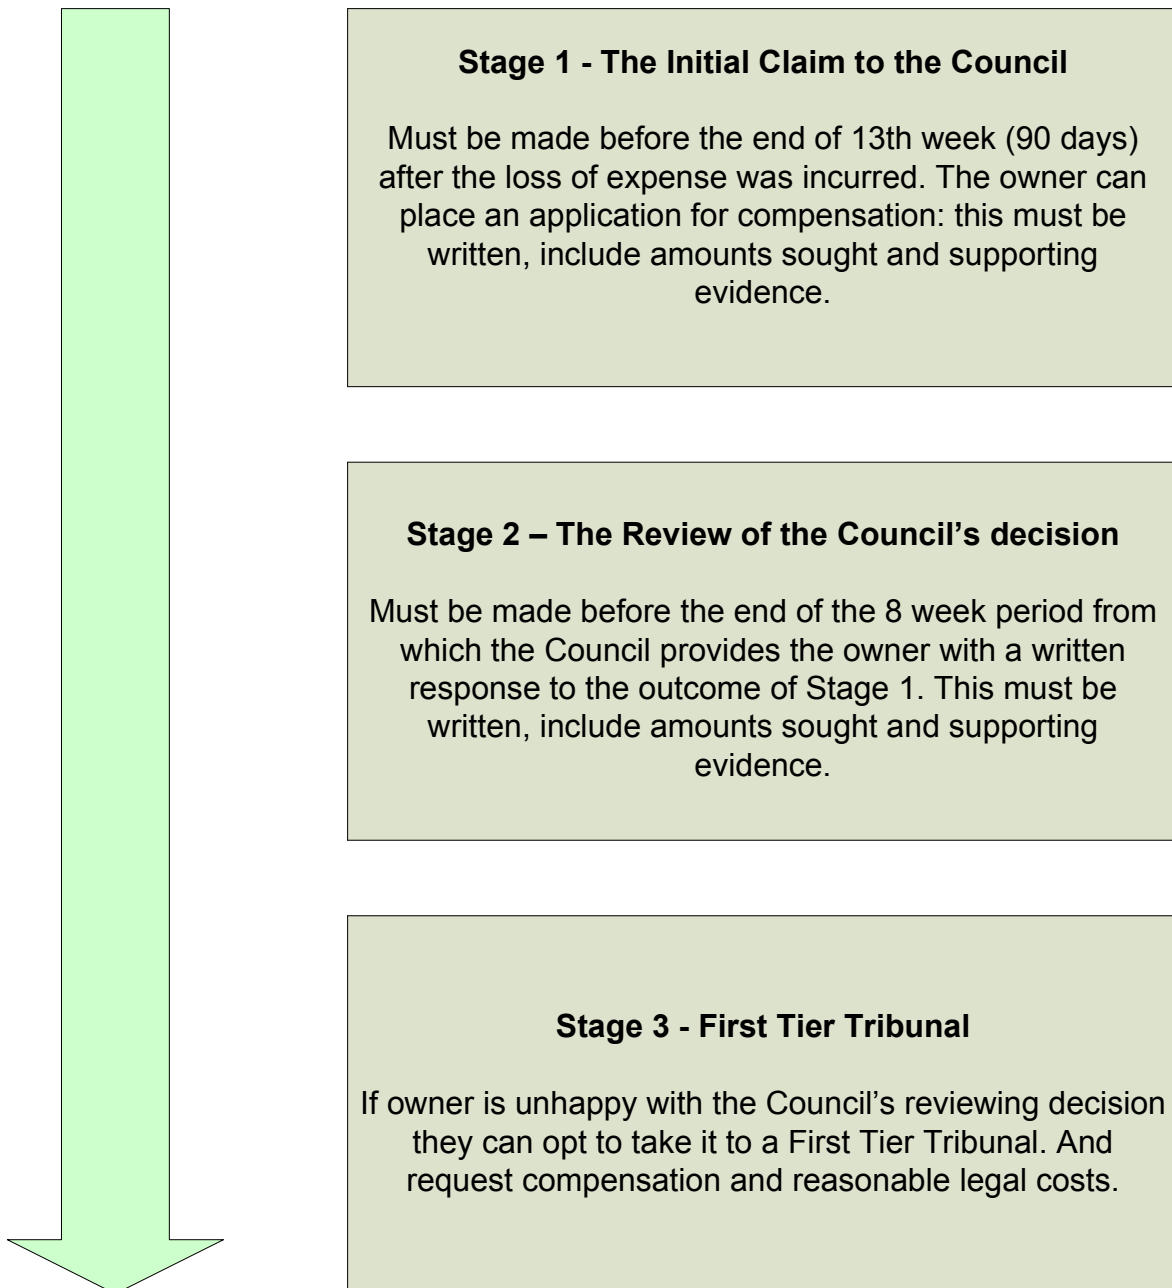 Stage 1 - The Initial Claim to the Council
Must be made before the end of 13th week (90 days)
after the loss of expense was incurred. The owner can
place an application for compensation: this must be
written, include amounts sought and supporting
evidence.
Stage 2 – The Review of the Council’s decision
Must be made before the end of the 8 week period from
which the Council provides the owner with a written
response to the outcome of Stage 1. This must be
written, include amounts sought and supporting
evidence.
Stage 3 - First Tier Tribunal
If owner is unhappy with the Council’s reviewing decision
they can opt to take it to a First Tier Tribunal. And
request compensation and reasonable legal costs.